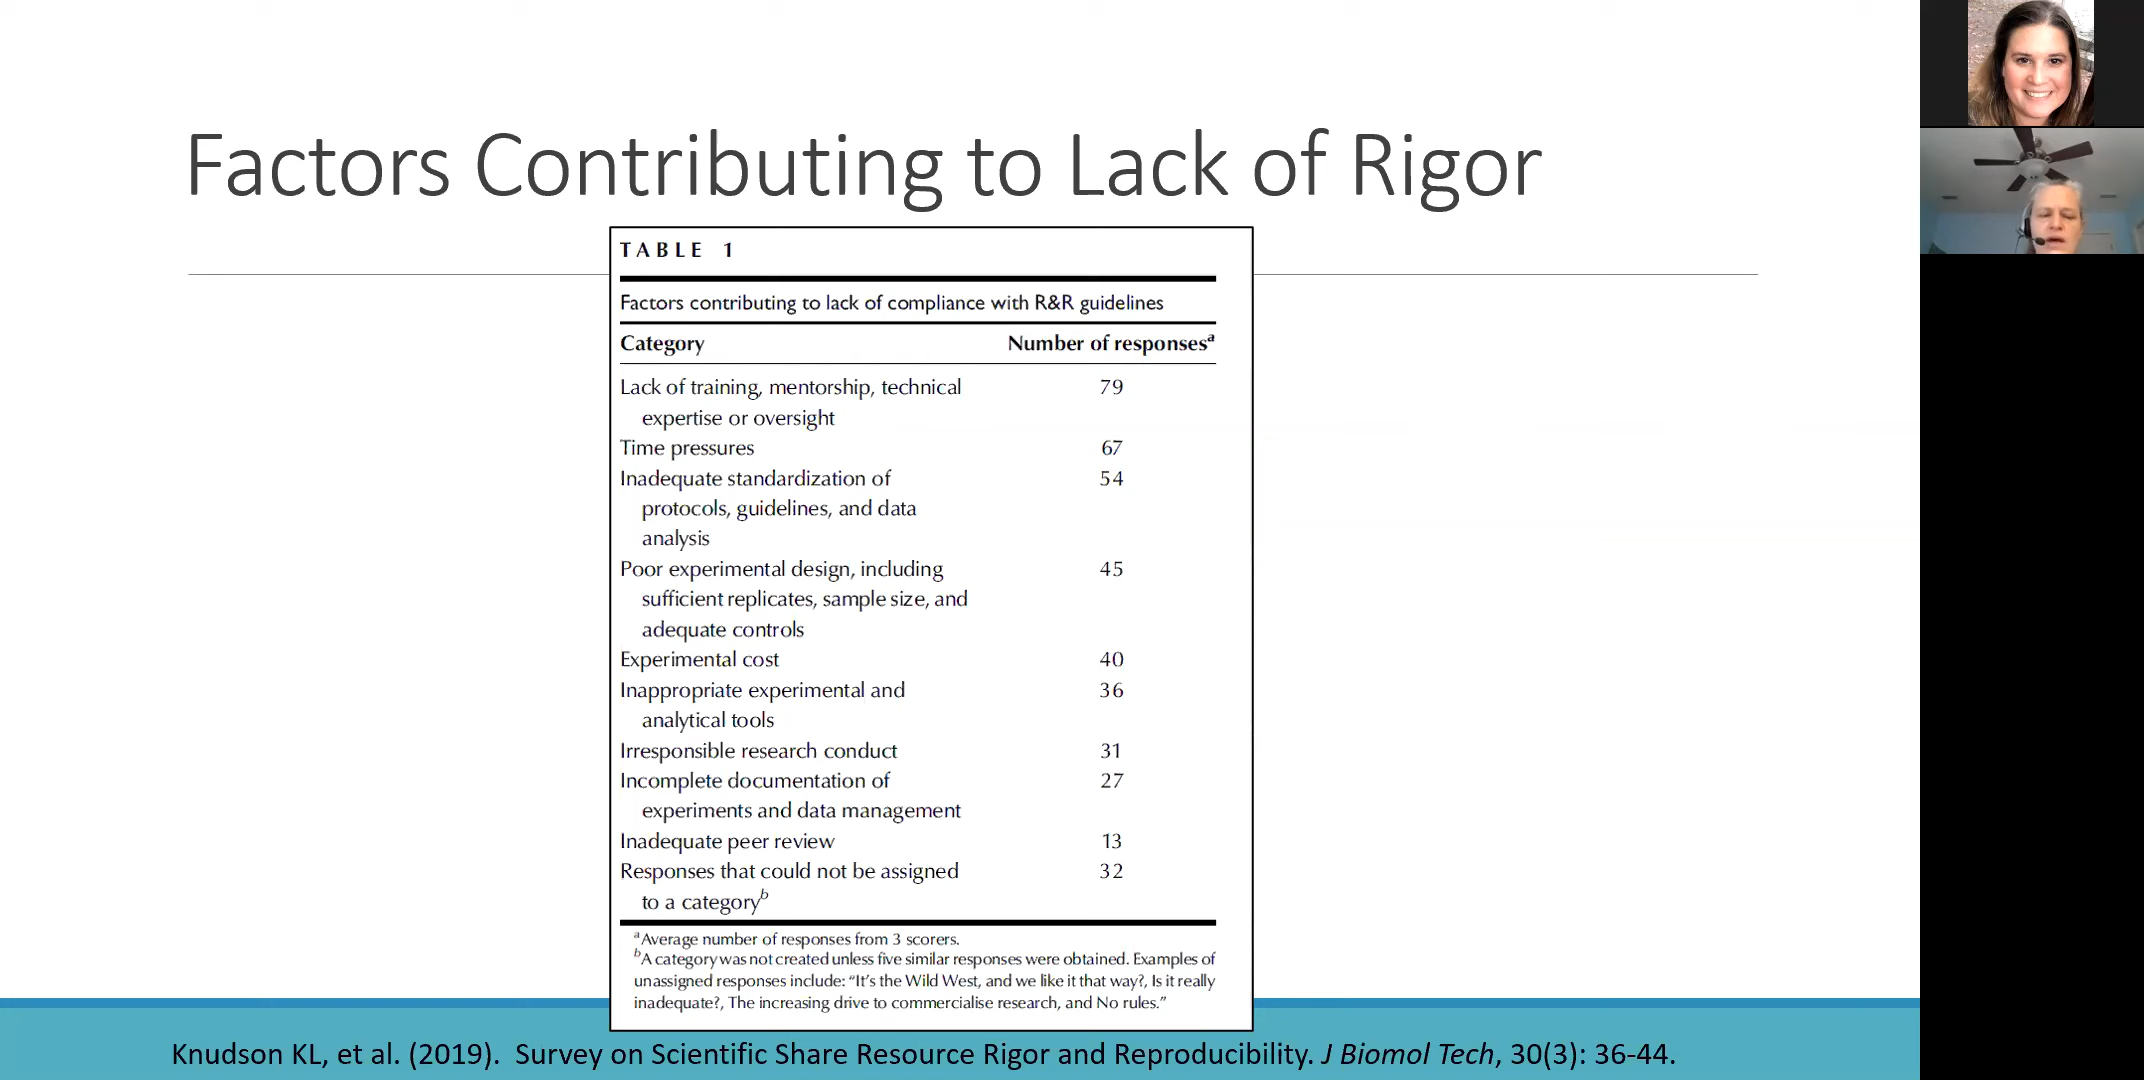 Factors Contributing to Lack of Rigor
TABLE 1
Factors contributing to lack of compliance with R&R guidelines
Category Number of responsesᵃ
Lack of training, mentorship, technical 79
expertise or oversight
Time pressures 67
Inadequate standardization of 54
protocols, guidelines, and data
analysis
Poor experimental design, including 45
sufficient replicates, sample size, and
adequate controls
Experimental cost 40
Inappropriate experimental and 36
analytical tools
Irresponsible research conduct 31
Incomplete documentation of 27
experiments and data management
Inadequate peer review 13
Responses that could not be assigned 32
to a categoryᵇ
ᵃAverage number of responses from 3 scorers.
ᵇA category was not created unless five similar responses were obtained. Examples of
unassigned responses include: “It’s the Wild West, and we like it that way?, Is it really
inadequate?, The increasing drive to commercialise research, and No rules.”
Knudson KL, et al. (2019). Survey on Scientific Share Resource Rigor and Reproducibility. J Biomol Tech, 30(3): 36-44.